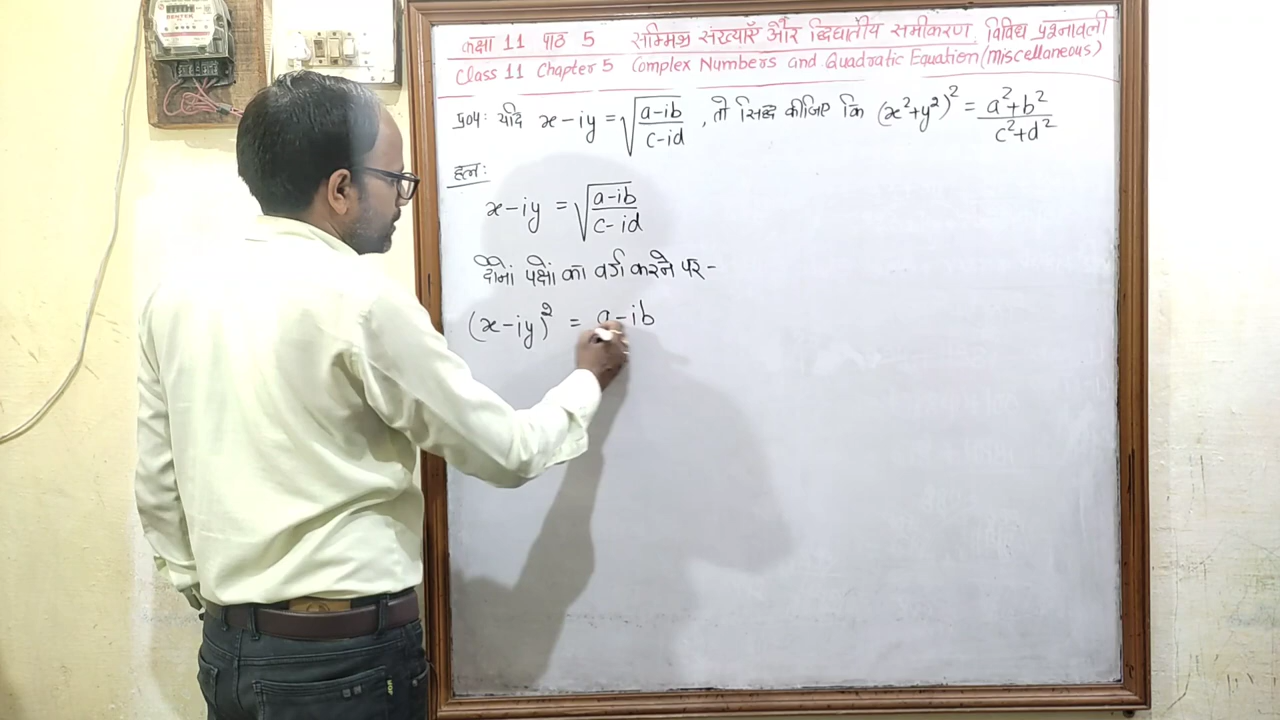 कक्षा 11 पाठ 5 सम्मिश्र संख्याएँ और द्विघातीय समीकरण, विविध प्रश्नावली
Class 11 Chapter 5 Complex Numbers and Quadratic Equation (Miscellaneous)
प्र०4: यदि x-iy = √((a-ib)/(c-id)), तो सिद्ध कीजिए कि (x²+y²)² = (a²+b²)/(c²+d²)
हल:
x-iy = √((a-ib)/(c-id))
दोनों पक्षों का वर्ग करने पर-
(x-iy)² = a-ib